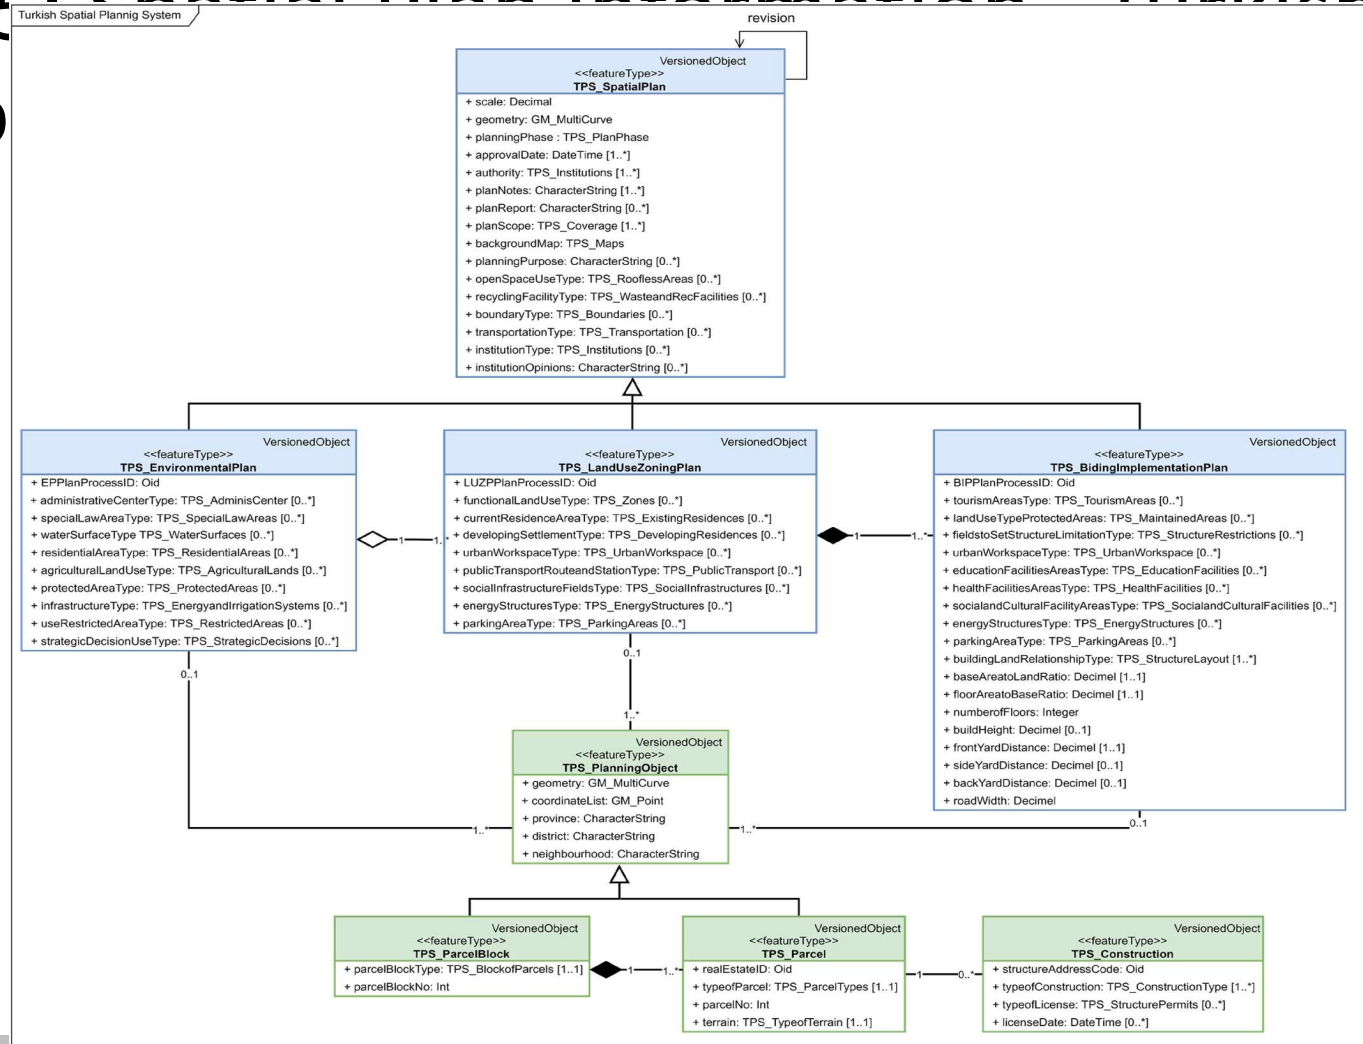 Turkish Spatial Plannig System
revision
VersionedObject
<<featureType>>
TPS_SpatialPlan
+ scale: Decimal
+ geometry: GM_MultiCurve
+ planningPhase : TPS_PlanPhase
+ approvalDate: DateTime [1..*]
+ authority: TPS_Institutions [1..*]
+ planNotes: CharacterString [1..*]
+ planReport: CharacterString [0..*]
+ planScope: TPS_Coverage [1..*]
+ backgroundMap: TPS_Maps
+ planningPurpose: CharacterString [0..*]
+ openSpaceUseType: TPS_RooflessAreas [0..*]
+ recyclingFacilityType: TPS_WasteandRecFacilities [0..*]
+ boundaryType: TPS_Boundaries [0..*]
+ transportationType: TPS_Transportation [0..*]
+ institutionType: TPS_Institutions [0..*]
+ institutionOpinions: CharacterString [0..*]
VersionedObject
<<featureType>>
TPS_EnvironmentalPlan
+ EPPlanProcessID: Oid
+ administrativeCenterType: TPS_AdminisCenter [0..*]
+ specialLawAreaType: TPS_SpecialLawAreas [0..*]
+ waterSurfaceType TPS_WaterSurfaces [0..*]
+ residentialAreaType: TPS_ResidentialAreas [0..*]
+ agriculturalLandUseType: TPS_AgriculturalLands [0..*]
+ protectedAreaType: TPS_ProtectedAreas [0..*]
+ infrastructureType: TPS_EnergyandIrrigationSystems [0..*]
+ useRestrictedAreaType: TPS_RestrictedAreas [0..*]
+ strategicDecisionUseType: TPS_StrategicDecisions [0..*]
1
1..*
VersionedObject
<<featureType>>
TPS_LandUseZoningPlan
+ LUZPPlanProcessID: Oid
+ functionalLandUseType: TPS_Zones [0..*]
+ currentResidenceAreaType: TPS_ExistingResidences [0..*]
+ developingSettlementType: TPS_DevelopingResidences [0..*]
+ urbanWorkspaceType: TPS_UrbanWorkspace [0..*]
+ publicTransportRouteandStationType: TPS_PublicTransport [0..*]
+ socialInfrastructureFieldsType: TPS_SocialInfrastructures [0..*]
+ energyStructuresType: TPS_EnergyStructures [0..*]
+ parkingAreaType: TPS_ParkingAreas [0..*]
1
1..*
VersionedObject
<<featureType>>
TPS_BidingImplementationPlan
+ BIPPlanProcessID: Oid
+ tourismAreasType: TPS_TourismAreas [0..*]
+ landUseTypeProtectedAreas: TPS_MaintainedAreas [0..*]
+ fieldstoSetStructureLimitationType: TPS_StructureRestrictions [0..*]
+ urbanWorkspaceType: TPS_UrbanWorkspace [0..*]
+ educationFacilitiesAreasType: TPS_EducationFacilities [0..*]
+ healthFacilitiesAreasType: TPS_HealthFacilities [0..*]
+ socialandCulturalFacilityAreasType: TPS_SocialandCulturalFacilities [0..*]
+ energyStructuresType: TPS_EnergyStructures [0..*]
+ parkingAreaType: TPS_ParkingAreas [0..*]
+ buildingLandRelationshipType: TPS_StructureLayout [1..*]
+ baseAreatoLandRatio: Decimel [1..1]
+ floorAreatoBaseRatio: Decimel [1..1]
+ numberofFloors: Integer
+ buildHeight: Decimel [0..1]
+ frontYardDistance: Decimel [1..1]
+ sideYardDistance: Decimel [0..1]
+ backYardDistance: Decimel [0..1]
+ roadWidth: Decimel
0..1
0..1
0..1
1..*
1..*
1..*
VersionedObject
<<featureType>>
TPS_PlanningObject
+ geometry: GM_MultiCurve
+ coordinateList: GM_Point
+ province: CharacterString
+ district: CharacterString
+ neighbourhood: CharacterString
VersionedObject
<<featureType>>
TPS_ParcelBlock
+ parcelBlockType: TPS_BlockofParcels [1..1]
+ parcelBlockNo: Int
1
1..*
VersionedObject
<<featureType>>
TPS_Parcel
+ realEstateID: Oid
+ typeofParcel: TPS_ParcelTypes [1..1]
+ parcelNo: Int
+ terrain: TPS_TypeofTerrain [1..1]
1
0..*
VersionedObject
<<featureType>>
TPS_Construction
+ structureAddressCode: Oid
+ typeofConstruction: TPS_ConstructionType [1..*]
+ typeofLicense: TPS_StructurePermits [0..*]
+ licenseDate: DateTime [0..*]